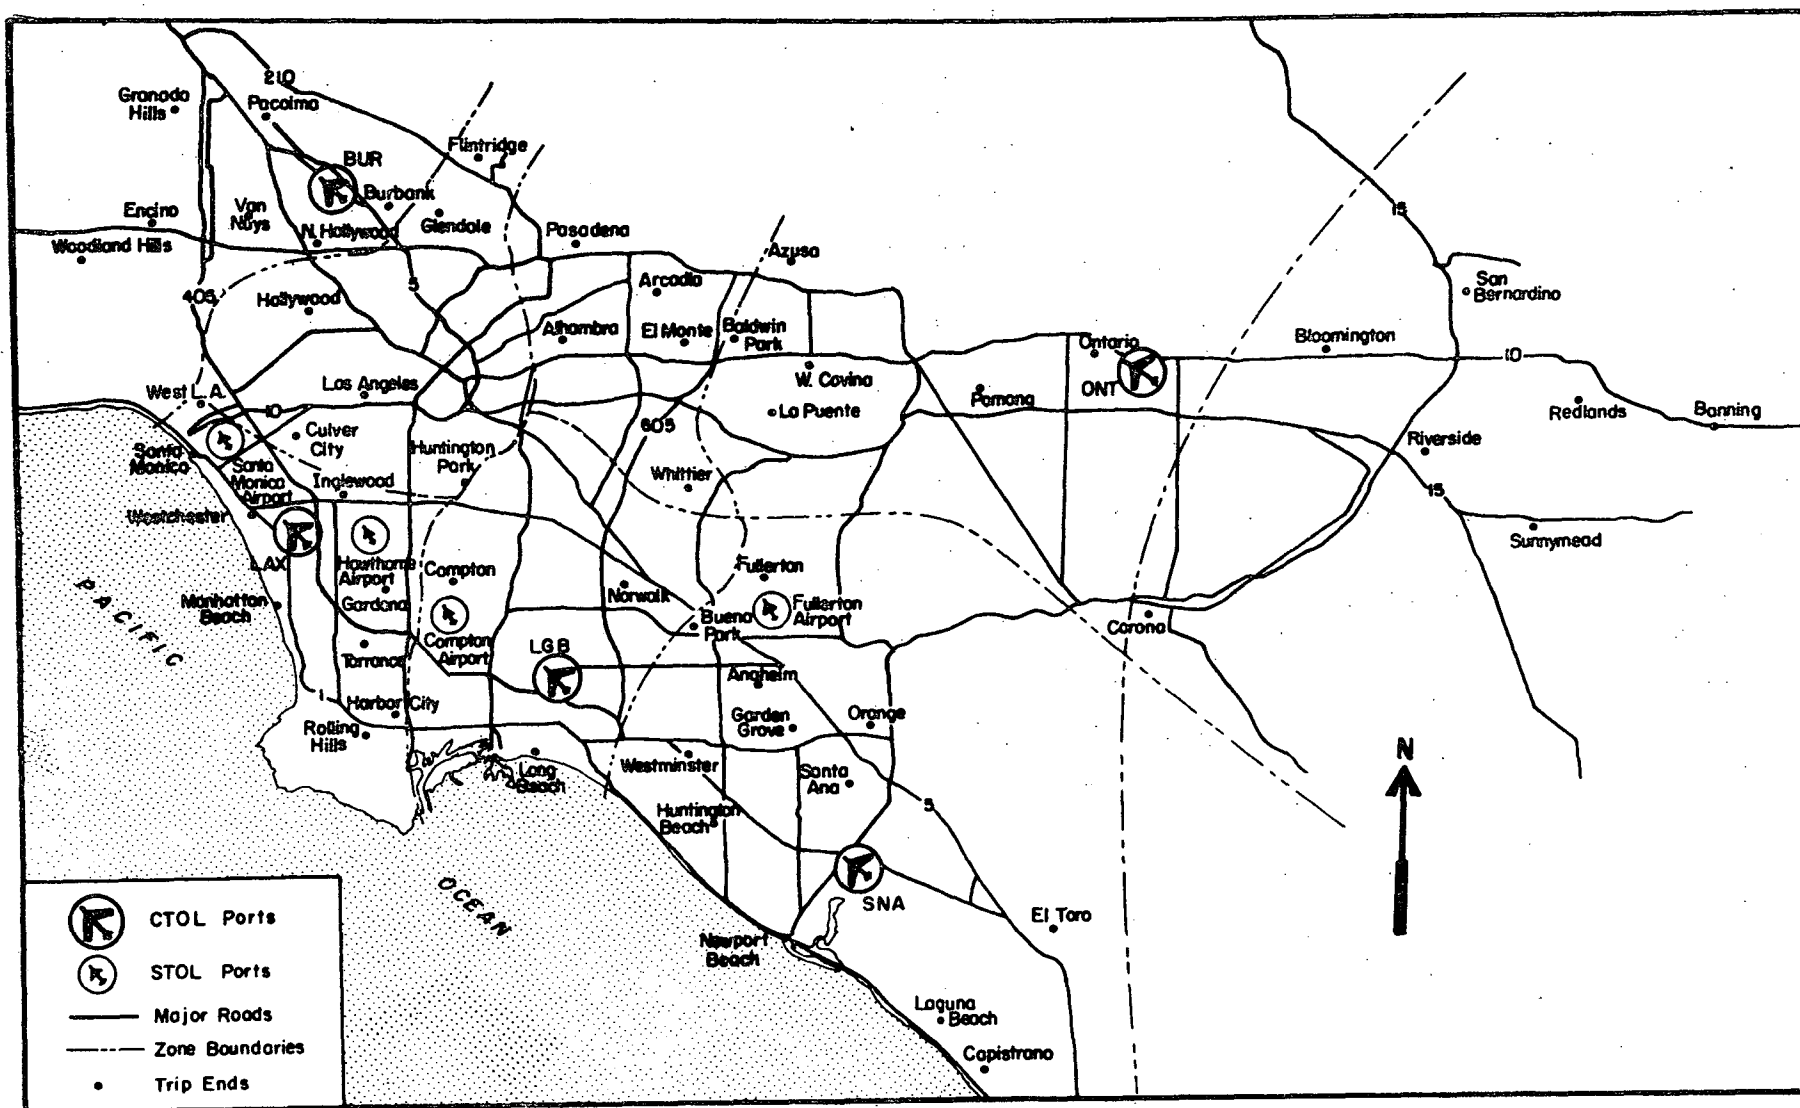 210
Granada
Hills
Pacoima
Flintridge
BUR
Burbank
Encino
Van
Nuys
N. Hollywood
Glendale
Pasadena
Woodland Hills
Azusa
15
405
Hollywood
5
Arcadia
San
Bernardino
Alhambra
El Monte
Baldwin
Park
Ontario
Bloomington
West L.A.
Los Angeles
W. Covina
ONT
10
10
La Puente
Pomona
Redlands
Banning
Culver
City
605
Riverside
Santa
Monica
Huntington
Park
Santa
Monica
Airport
Inglewood
Whittier
15
Westchester
Sunnymead
LAX
Hawthorne
Airport
Compton
Fullerton
Manhattan
Beach
Gardena
Norwalk
Fullerton
Airport
Buena
Park
Corona
Compton
Airport
Torrance
LGB
Anaheim
1
Harbor City
Rolling
Hills
Garden
Grove
Orange
Long
Beach
Westminster
Santa
Ana
N
Huntington
Beach
5
PACIFIC
OCEAN
SNA
El Toro
Newport
Beach
Laguna
Beach
Capistrano
CTOL Ports
STOL Ports
Major Roads
Zone Boundaries
Trip Ends